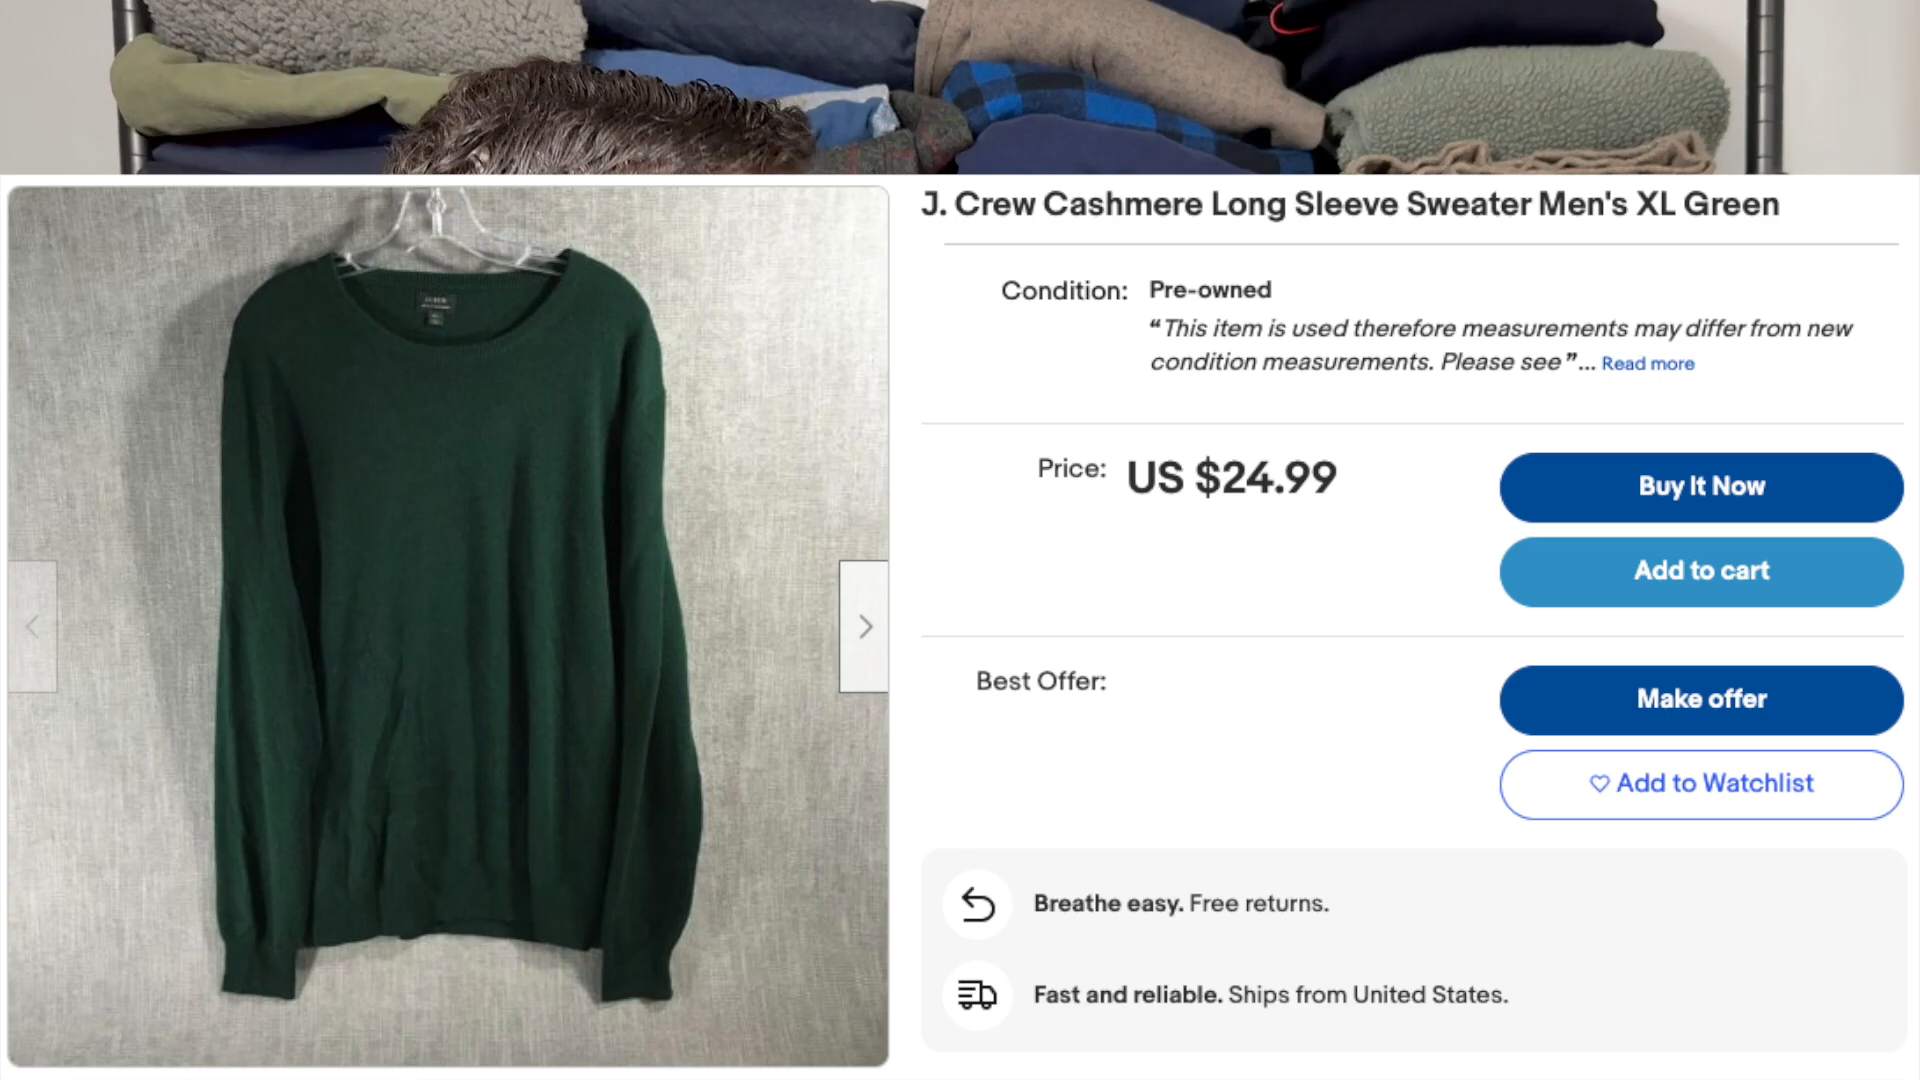 J. Crew Cashmere Long Sleeve Sweater Men's XL Green
Condition: Pre-owned
“This item is used therefore measurements may differ from new
condition measurements. Please see”... Read more
Price: US $24.99
Buy It Now
Add to cart
Best Offer:
Make offer
Add to Watchlist
Breathe easy. Free returns.
Fast and reliable. Ships from United States.